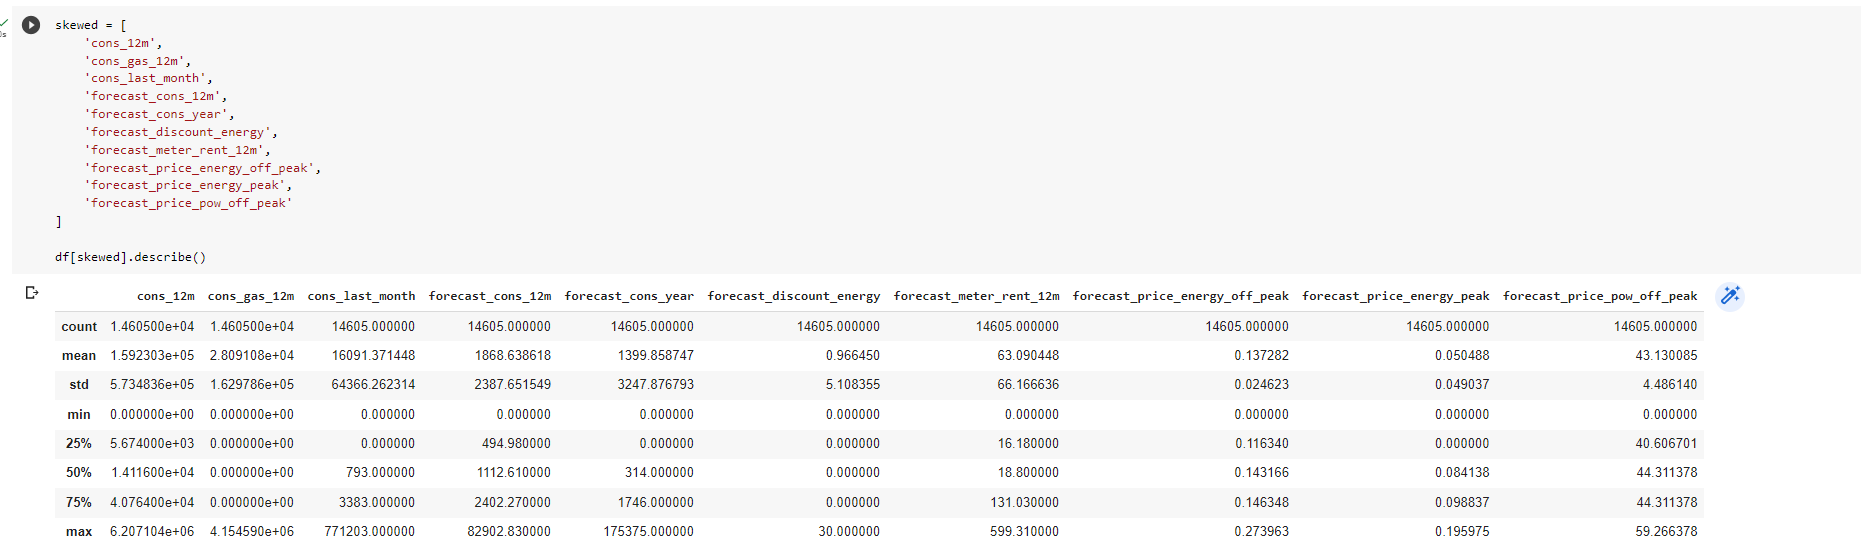 skewed = [
'cons_12m',
'cons_gas_12m',
'cons_last_month',
'forecast_cons_12m',
'forecast_cons_year',
'forecast_discount_energy',
'forecast_meter_rent_12m',
'forecast_price_energy_off_peak',
'forecast_price_energy_peak',
'forecast_price_pow_off_peak'
]
df[skewed].describe()
cons_12m cons_gas_12m cons_last_month forecast_cons_12m forecast_cons_year forecast_discount_energy forecast_meter_rent_12m forecast_price_energy_off_peak forecast_price_energy_peak forecast_price_pow_off_peak
count 1.460500e+04 1.460500e+04 14605.000000 14605.000000 14605.000000 14605.000000 14605.000000 14605.000000 14605.000000 14605.000000
mean 1.592303e+05 2.809108e+04 16091.371448 1868.638618 1399.858747 0.966450 63.090448 0.137282 0.050488 43.130085
std 5.734836e+05 1.629786e+05 64366.262314 2387.651549 3247.876793 5.108355 66.166636 0.024623 0.049037 4.486140
min 0.000000e+00 0.000000e+00 0.000000 0.000000 0.000000 0.000000 0.000000 0.000000 0.000000 0.000000
25% 5.674000e+03 0.000000e+00 0.000000 494.980000 0.000000 0.000000 16.180000 0.116340 0.000000 40.606701
50% 1.411600e+04 0.000000e+00 793.000000 1112.610000 314.000000 0.000000 18.800000 0.143166 0.084138 44.311378
75% 4.076400e+04 0.000000e+00 3383.000000 2402.270000 1746.000000 0.000000 131.030000 0.146348 0.098837 44.311378
max 6.207104e+06 4.154590e+06 771203.000000 82902.830000 175375.000000 30.000000 599.310000 0.273963 0.195975 59.266378